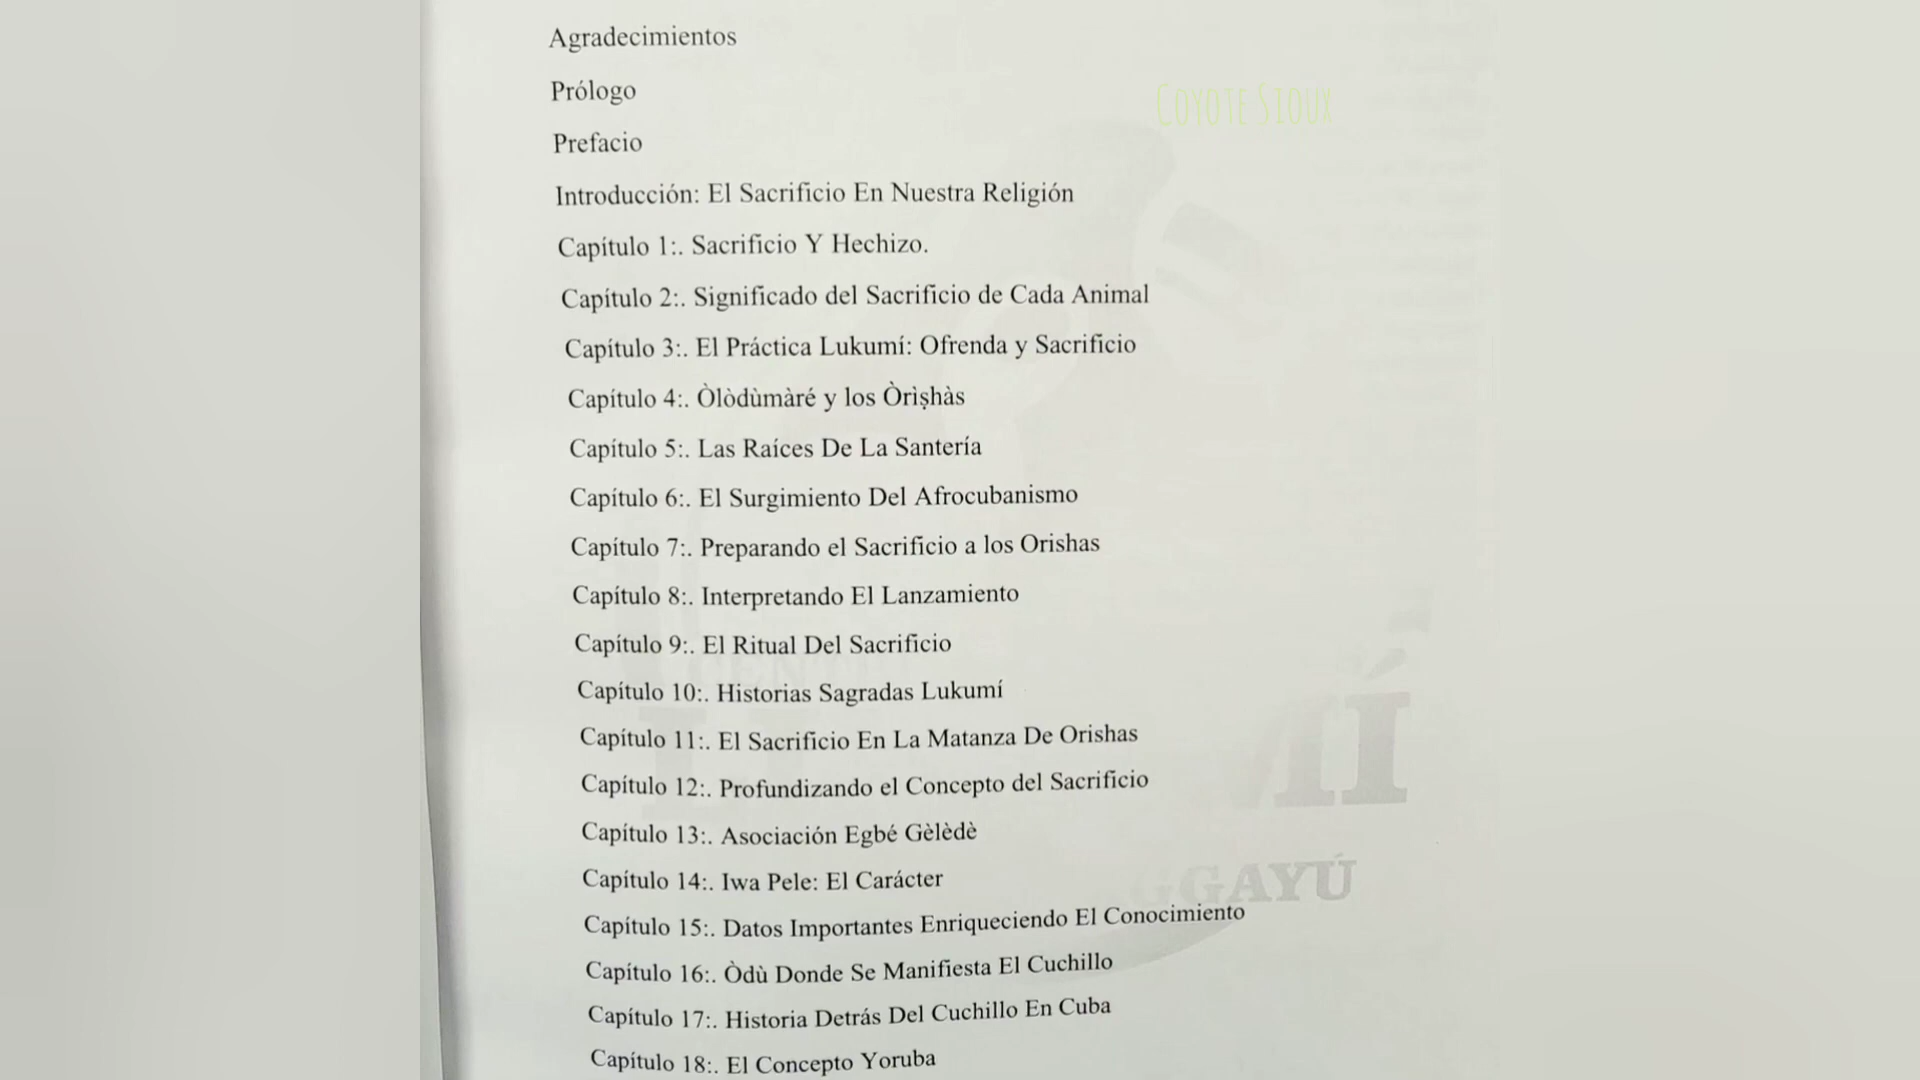 Agradecimientos
Prólogo
COYOTE SIOUX
Prefacio
Introducción: El Sacrificio En Nuestra Religión
Capítulo 1:. Sacrificio Y Hechizo.
Capítulo 2:. Significado del Sacrificio de Cada Animal
Capítulo 3:. El Práctica Lukumí: Ofrenda y Sacrificio
Capítulo 4:. Òlòdùmàré y los Òrìṣhàs
Capítulo 5:. Las Raíces De La Santería
Capítulo 6:. El Surgimiento Del Afrocubanismo
Capítulo 7:. Preparando el Sacrificio a los Orishas
Capítulo 8:. Interpretando El Lanzamiento
Capítulo 9:. El Ritual Del Sacrificio
Capítulo 10:. Historias Sagradas Lukumí
Capítulo 11:. El Sacrificio En La Matanza De Orishas
Capítulo 12:. Profundizando el Concepto del Sacrificio
Capítulo 13:. Asociación Egbé Gèlèdè
Capítulo 14:. Iwa Pele: El Carácter
GGAYÚ
Capítulo 15:. Datos Importantes Enriqueciendo El Conocimiento
Capítulo 16:. Òdù Donde Se Manifiesta El Cuchillo
Capítulo 17:. Historia Detrás Del Cuchillo En Cuba
Capítulo 18:. El Concepto Yoruba